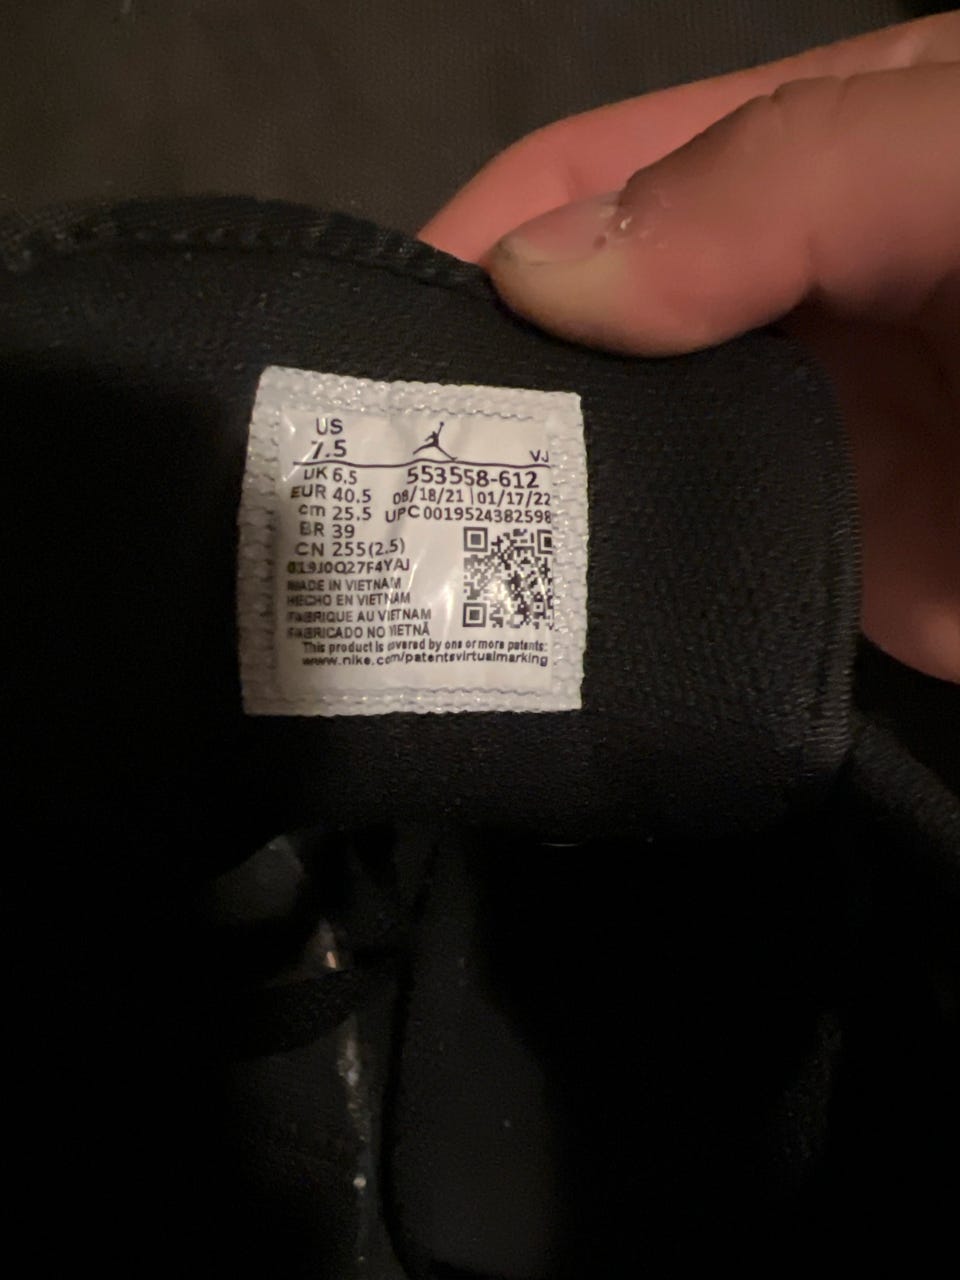 US
7.5
VJ
UK 6.5 553558-612
EUR 40.5 08/18/21 01/17/22
cm 25.5 UPC0019524382598
BR 39
CN 255(2.5)
019J0Q27F4YAJ
MADE IN VIETNAM
HECHO EN VIETNAM
FABRIQUE AU VIETNAM
FABRICADO NO VIETNÃ
This product is covered by one or more patents:
www.nike.com/patentsvirtualmarking